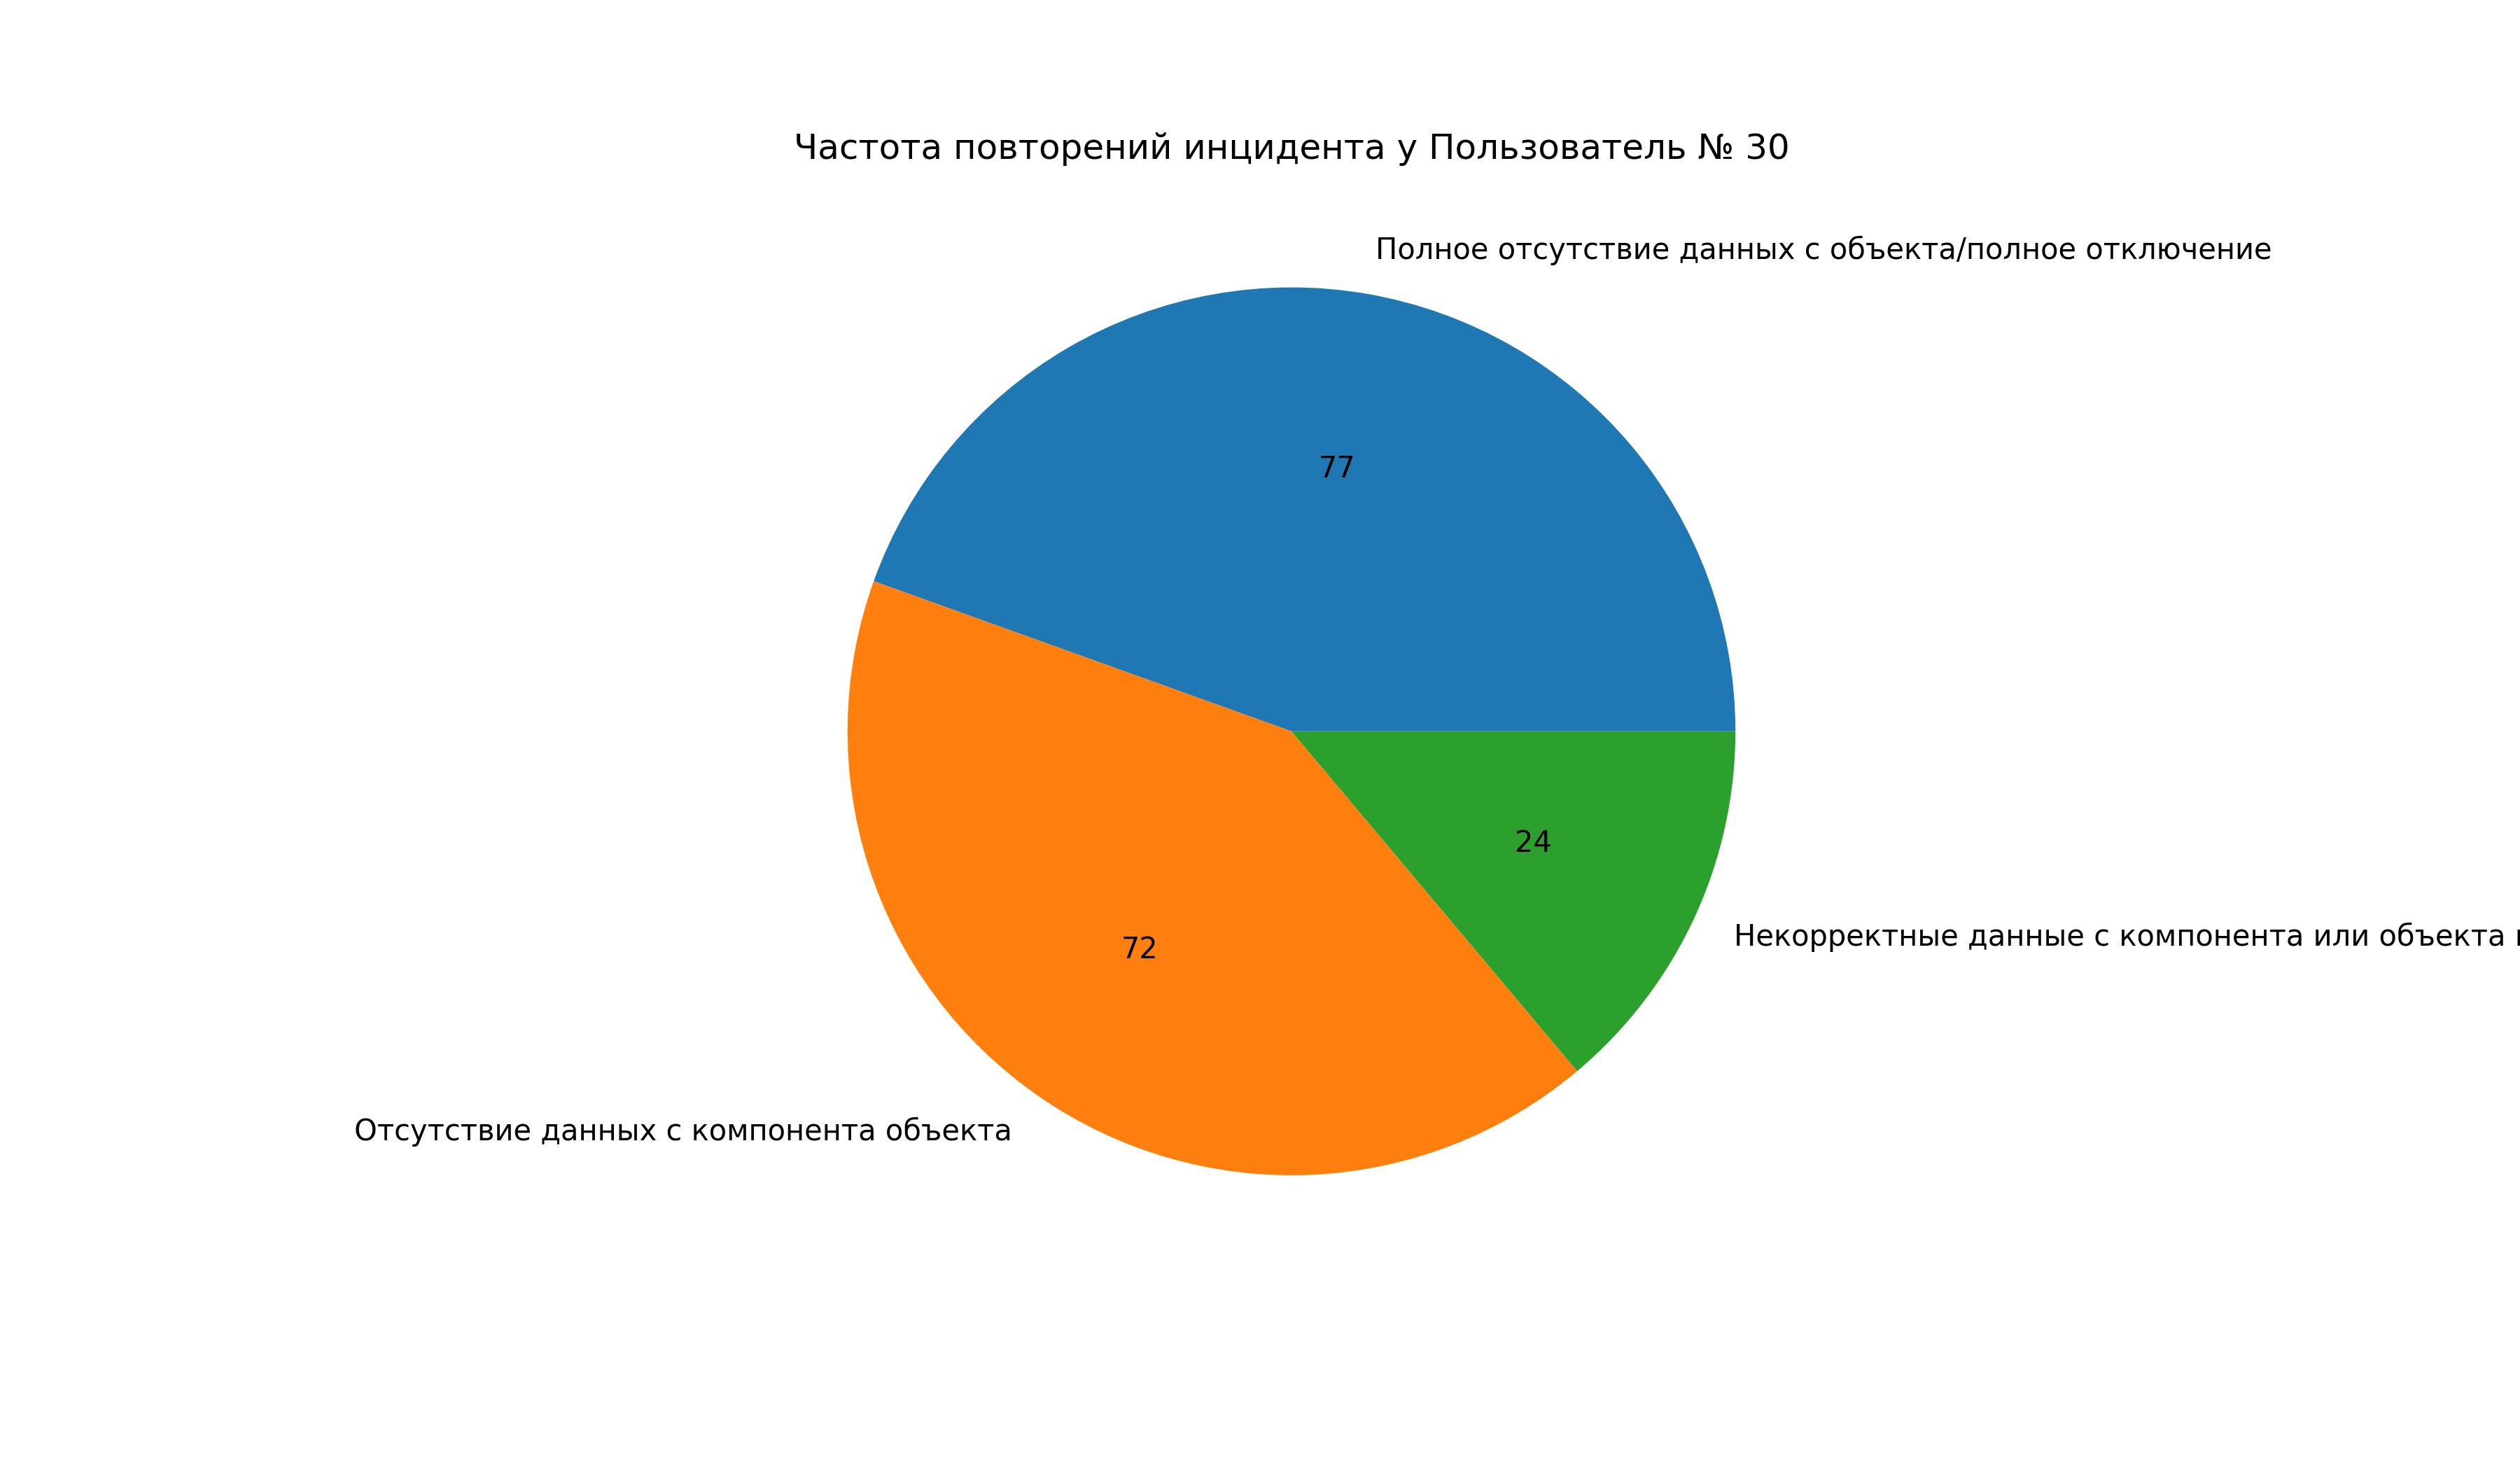 Частота повторений инцидента у Пользователь № 30
Полное отсутствие данных с объекта/полное отключение
77
24
Некорректные данные с компонента или объекта
72
Отсутствие данных с компонента объекта